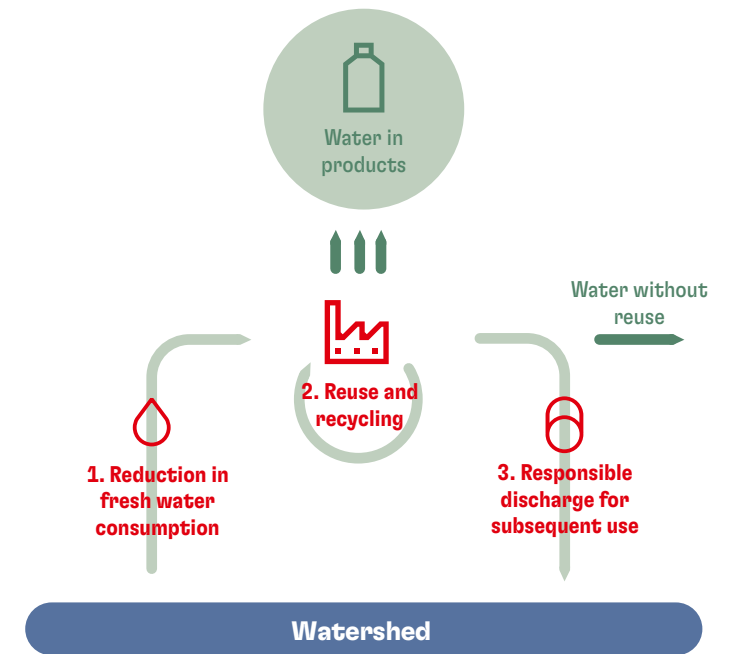 Water in
products
Water without
reuse
2. Reuse and
recycling
1. Reduction in
fresh water
consumption
3. Responsible
discharge for
subsequent use
Watershed